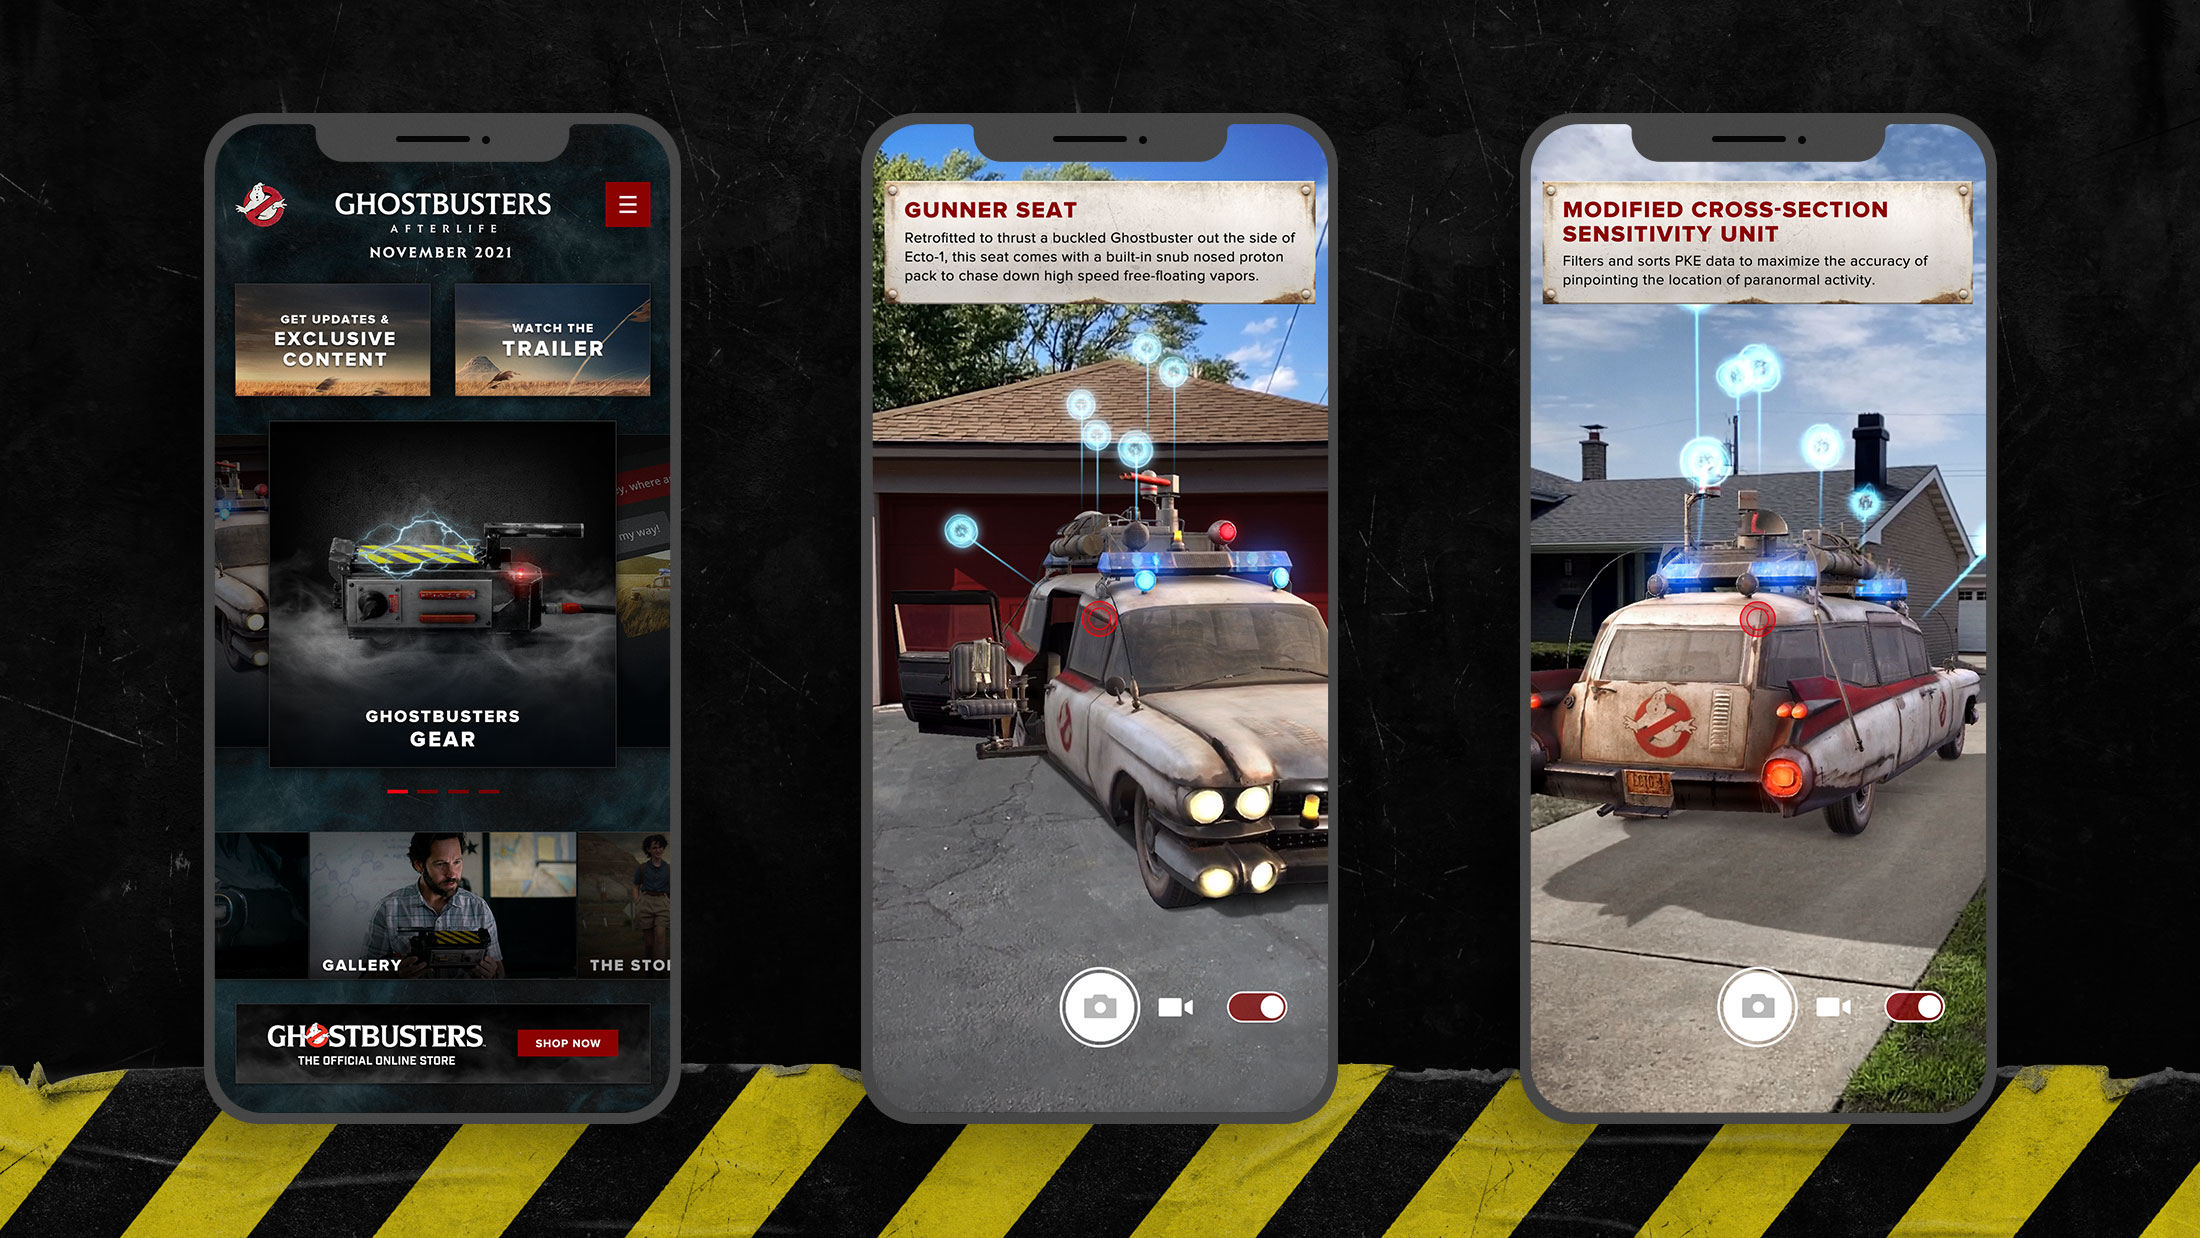 GHOSTBUSTERS
AFTERLIFE
NOVEMBER 2021
GET UPDATES &
EXCLUSIVE
CONTENT
WATCH THE
TRAILER
y, where a
my way!
GHOSTBUSTERS
GEAR
GALLERY
THE STO
GHOSTBUSTERS
THE OFFICIAL ONLINE STORE
SHOP NOW
GUNNER SEAT
Retrofitted to thrust a buckled Ghostbuster out the side of
Ecto-1, this seat comes with a built-in snub nosed proton
pack to chase down high speed free-floating vapors.
MODIFIED CROSS-SECTION
SENSITIVITY UNIT
Filters and sorts PKE data to maximize the accuracy of
pinpointing the location of paranormal activity.
ECTO-1